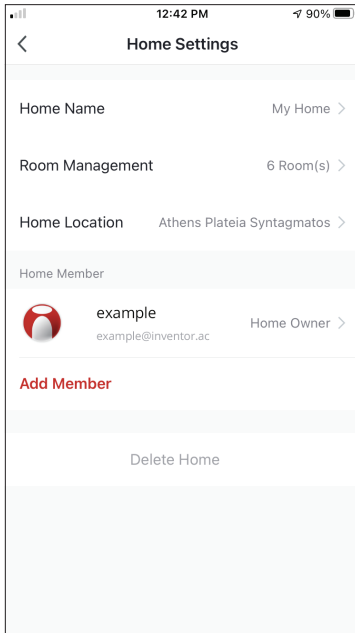 12:42 PM 90%
Home Settings
Home Name My Home
Room Management 6 Room(s)
Home Location Athens Plateia Syntagmatos
Home Member
example
example@inventor.ac Home Owner
Add Member
Delete Home